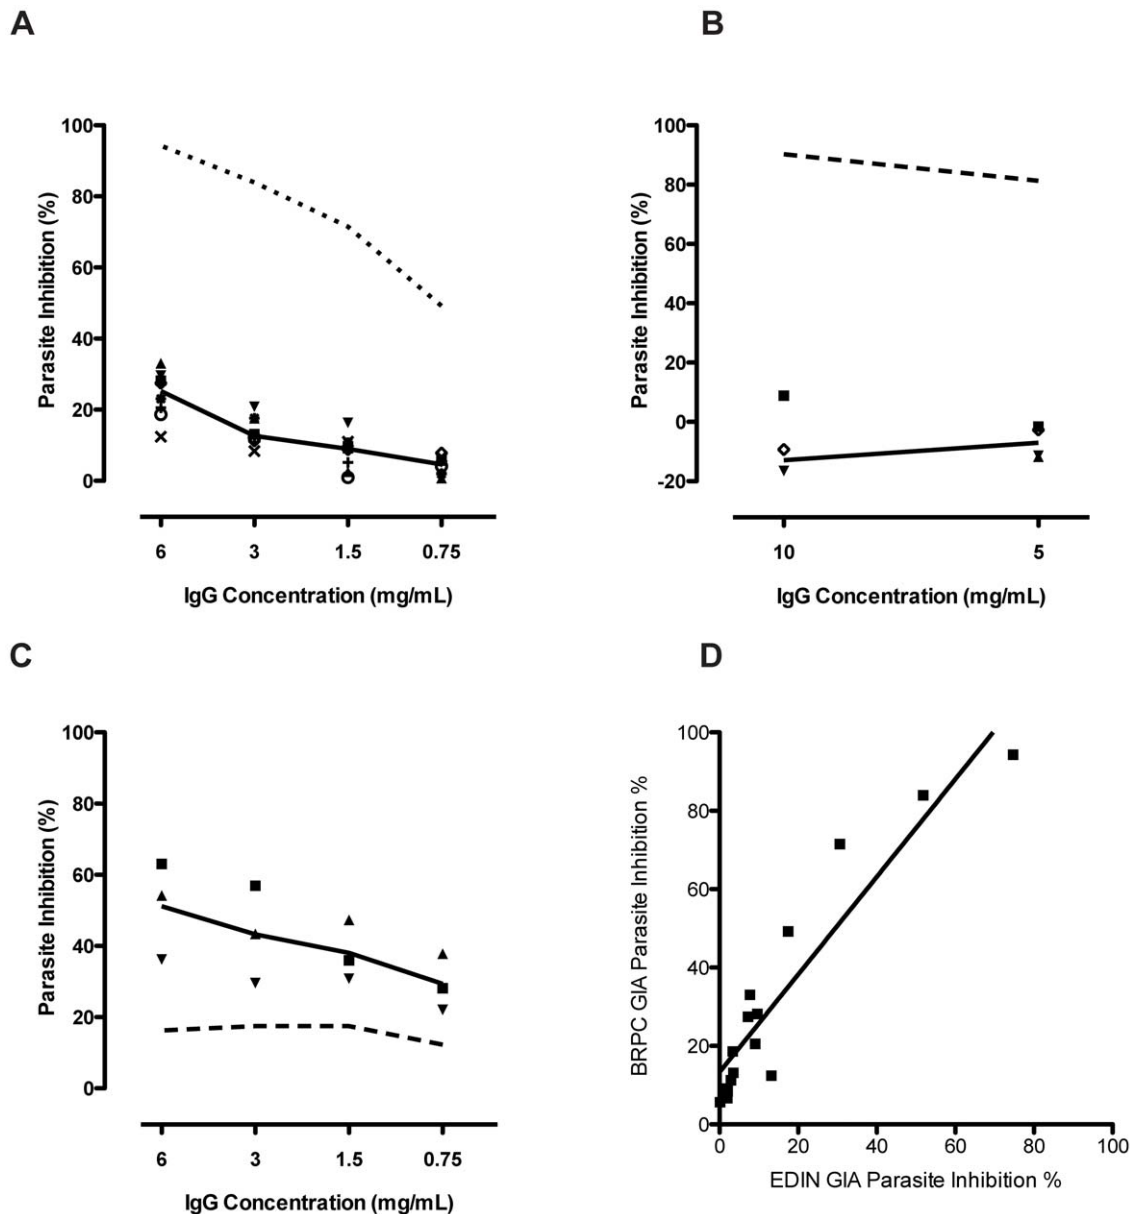 A
B
100
80
60
40
20
0
Parasite Inhibition (%)
6 3 1.5 0.75
IgG Concentration (mg/mL)
100
80
60
40
20
0
-20
Parasite Inhibition (%)
10 5
IgG Concentration (mg/mL)
C
D
100
80
60
40
20
0
Parasite Inhibition (%)
6 3 1.5 0.75
IgG Concentration (mg/mL)
100
80
60
40
20
0
BRPC GIA Parasite Inhibition %
0 20 40 60 80 100
EDIN GIA Parasite Inhibition %